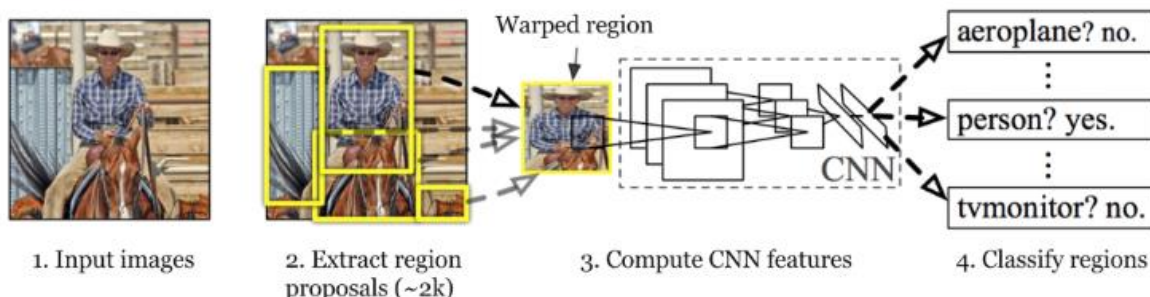 Warped region
aeroplane? no.
person? yes.
CNN
tvmonitor? no.
1. Input images
2. Extract region
proposals (~2k)
3. Compute CNN features
4. Classify regions